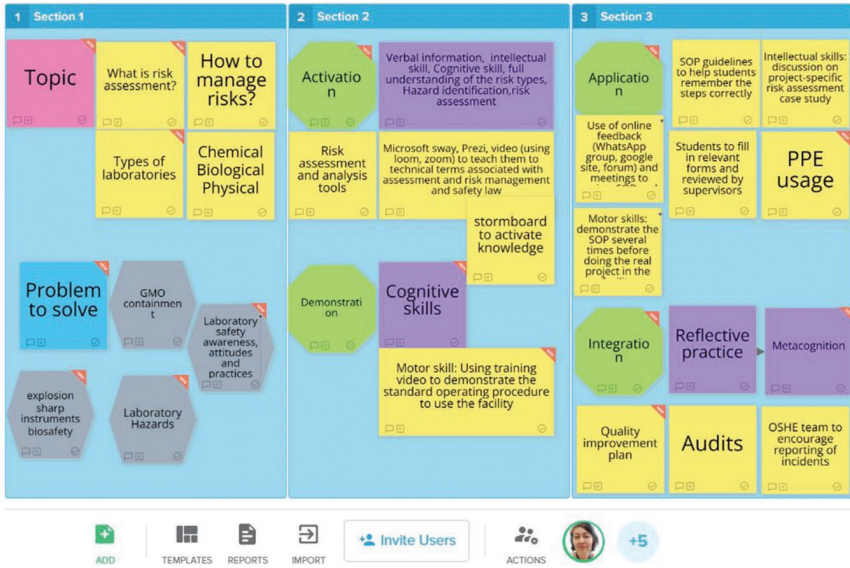 1 Section 1
Topic
What is risk
assessment?
How to
manage
risks?
Types of
laboratories
Chemical
Biological
Physical
Problem
to solve
GMO
containmen
t
Laboratory
safety
awareness,
attitudes
and
practices
explosion
sharp
instruments
biosafety
Laboratory
Hazards
2 Section 2
Activatio
n
Verbal information, intellectual
skill, Cognitive skill, full
understanding of the risk types,
Hazard identification,risk
assessment
Risk
assessment
and analysis
tools
Microsoft sway, Prezi, video (using
loom, zoom) to teach them to
technical terms associated with
assessment and risk management
and safety law
stormboard
to activate
knowledge
Demonstrati
on
Cognitive
skills
Motor skill: Using training
video to demonstrate the
standard operating procedure
to use the facility
3 Section 3
Applicatio
n
SOP guidelines
to help students
remember the
steps correctly
Intellectual skills:
discussion on
project-specific
risk assessment
case study
Use of online
feedback
(WhatsApp
group, google
site, forum) and
meetings to
Students to fill
in relevant
forms and
reviewed by
supervisors
PPE
usage
Motor skills:
demonstrate the
SOP several
times before
doing the real
project in the
Integratio
n
Reflective
practice
Metacognition
Quality
improvement
plan
Audits
OSHE team to
encourage
reporting of
incidents
ADD
TEMPLATES
REPORTS
IMPORT
Invite Users
ACTIONS
+5